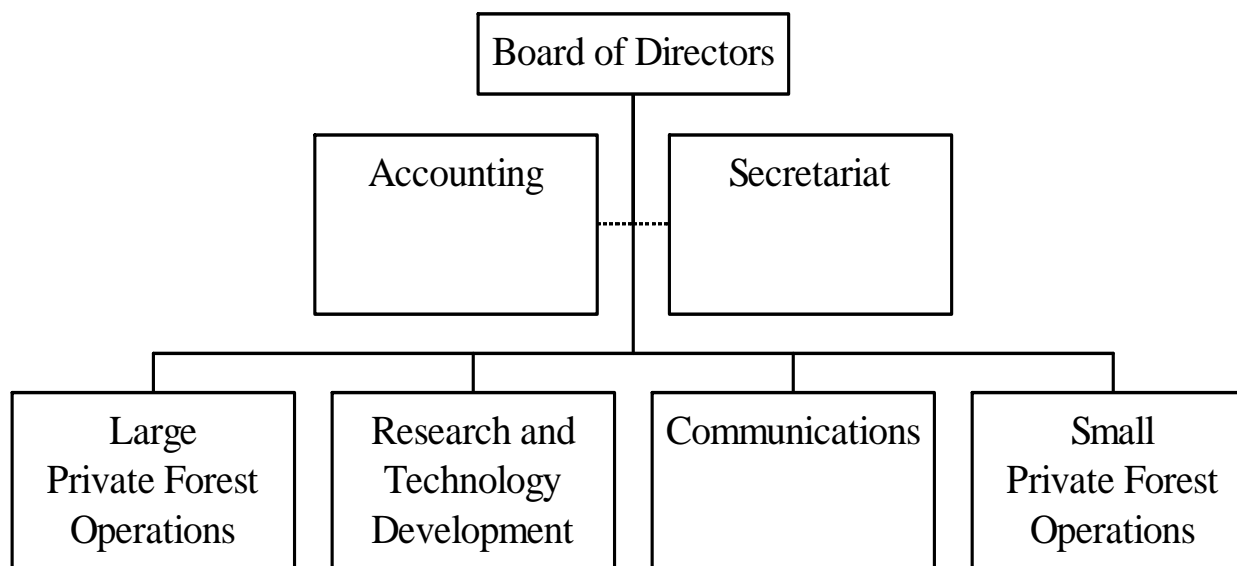 Board of Directors
Accounting
Secretariat
Large
Private Forest
Operations
Research and
Technology
Development
Communications
Small
Private Forest
Operations